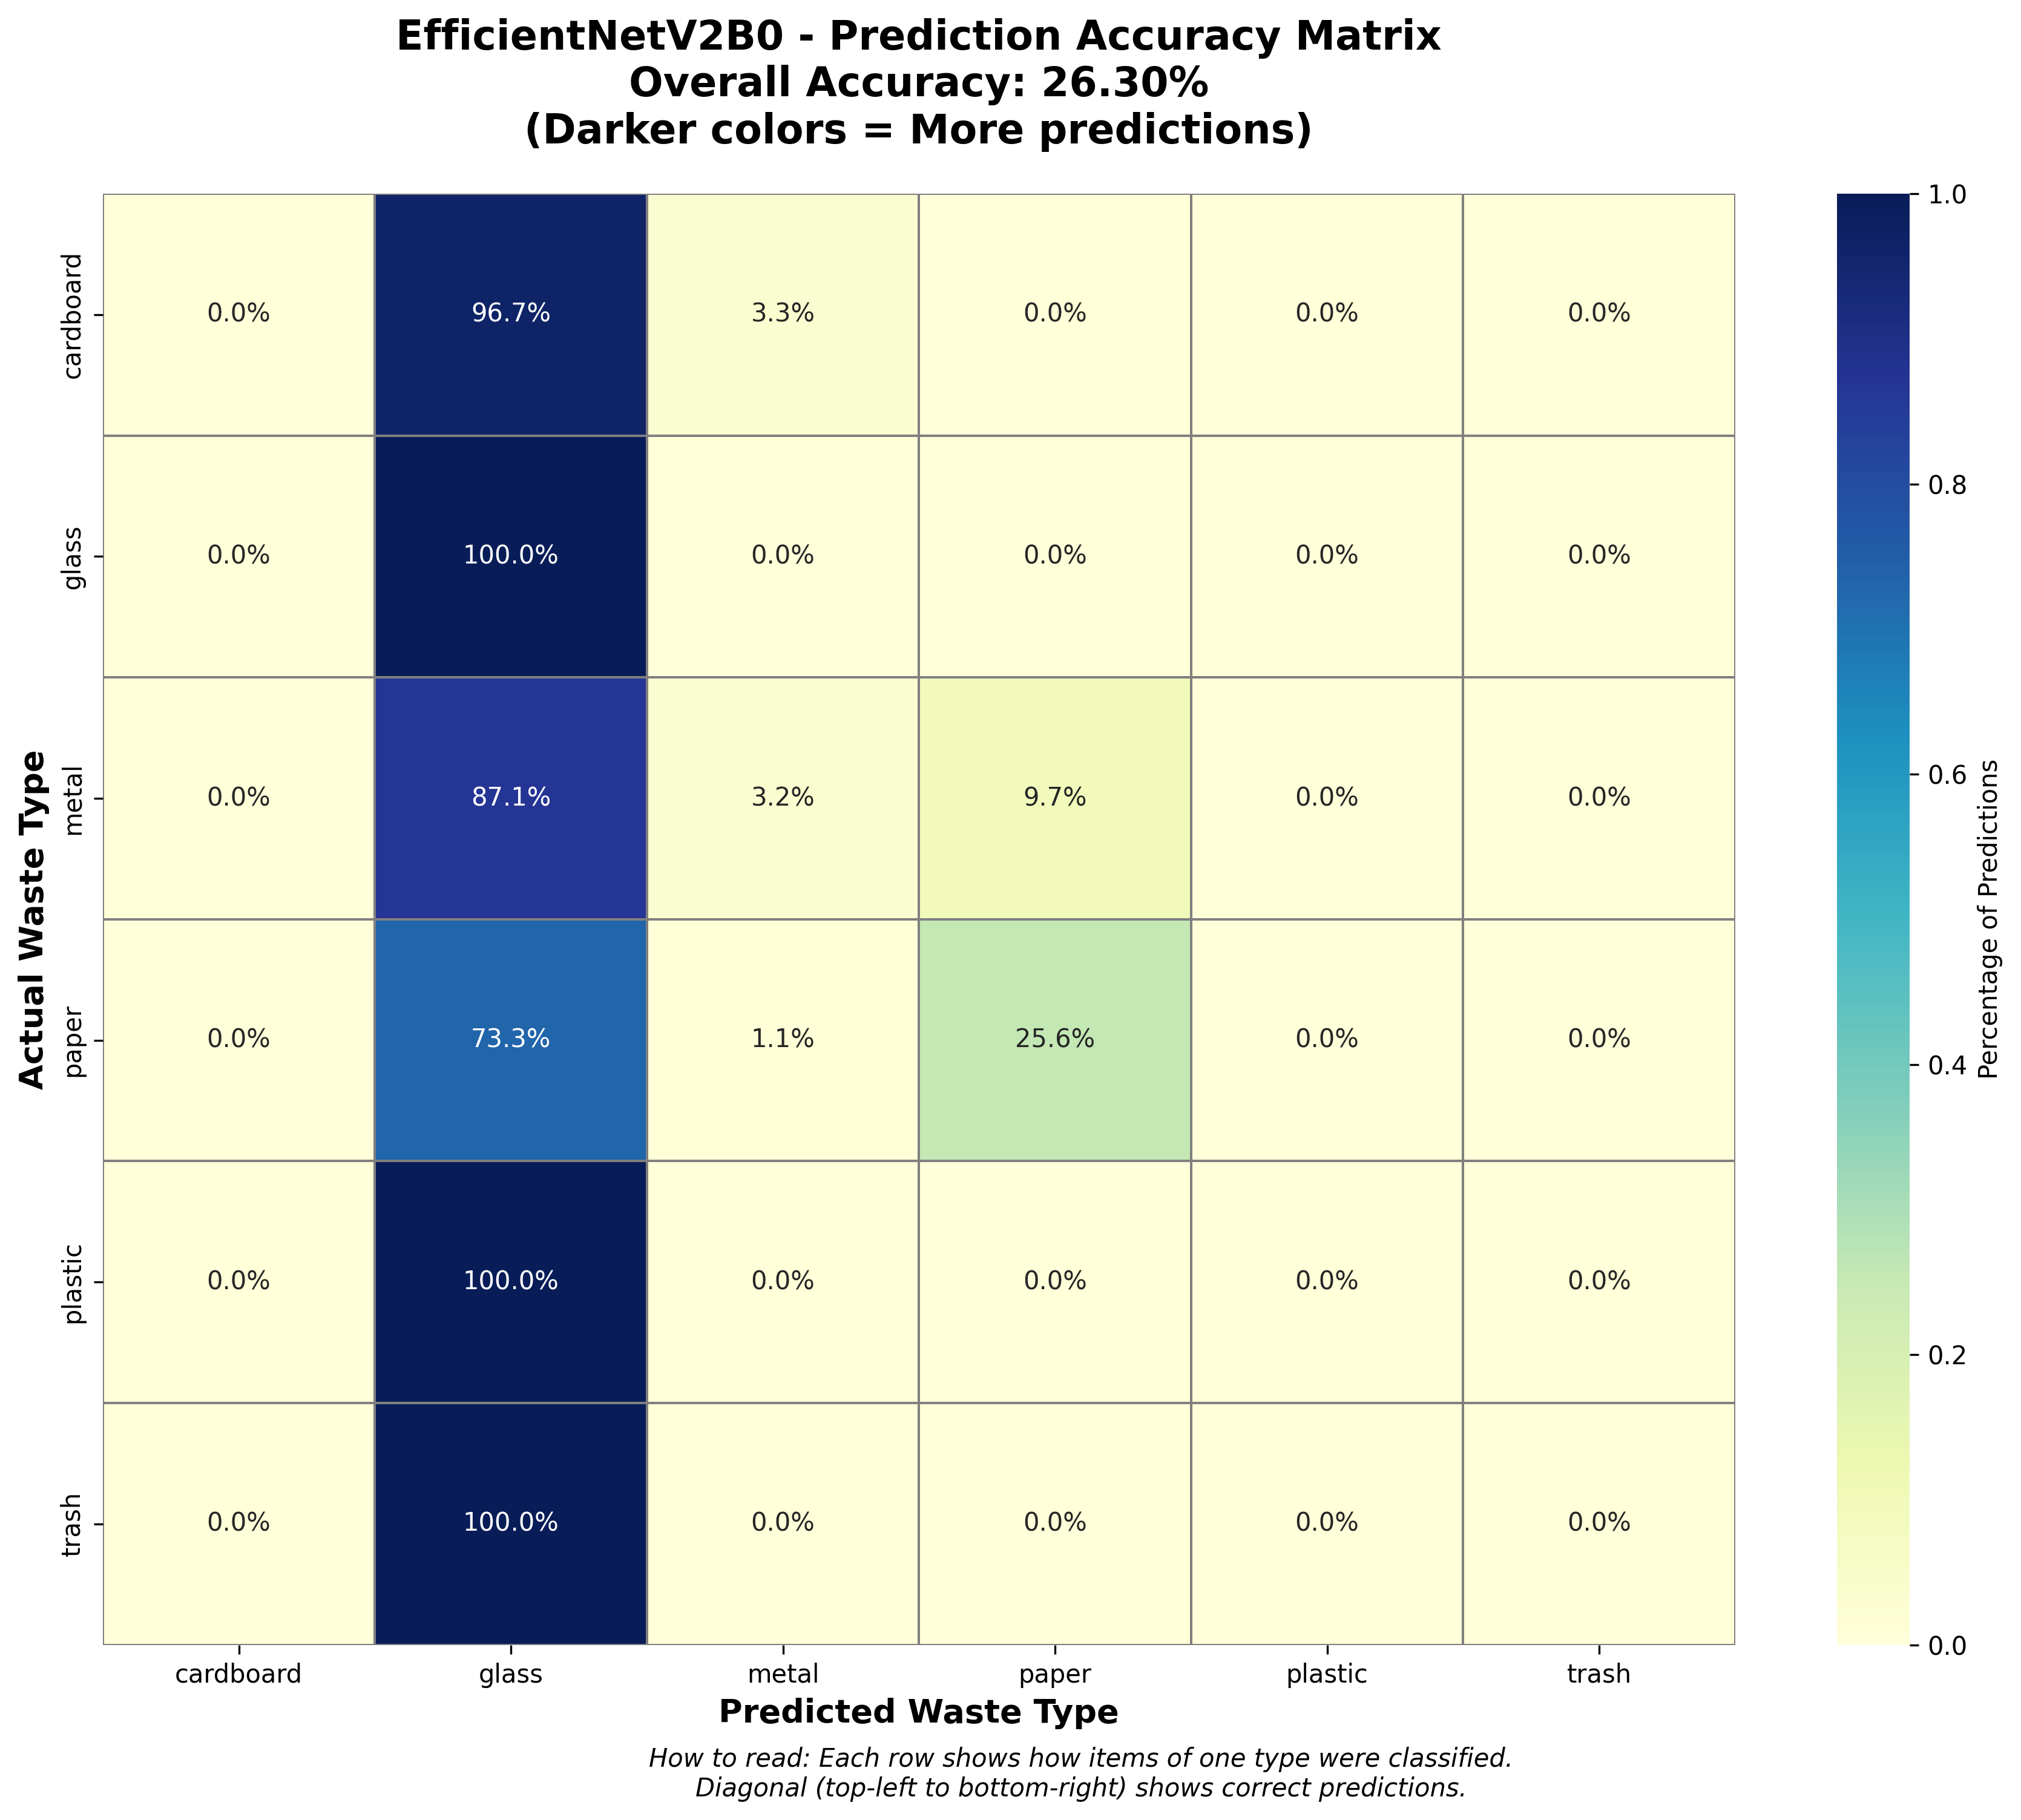 EfficientNetV2B0 - Prediction Accuracy Matrix
Overall Accuracy: 26.30%
(Darker colors = More predictions)
Actual Waste Type
cardboard
0.0% 96.7% 3.3% 0.0% 0.0% 0.0%
glass
0.0% 100.0% 0.0% 0.0% 0.0% 0.0%
metal
0.0% 87.1% 3.2% 9.7% 0.0% 0.0%
paper
0.0% 73.3% 1.1% 25.6% 0.0% 0.0%
plastic
0.0% 100.0% 0.0% 0.0% 0.0% 0.0%
trash
0.0% 100.0% 0.0% 0.0% 0.0% 0.0%
cardboard glass metal paper plastic trash
Predicted Waste Type
1.0
0.8
0.6
0.4
0.2
0.0
Percentage of Predictions
How to read: Each row shows how items of one type were classified.
Diagonal (top-left to bottom-right) shows correct predictions.